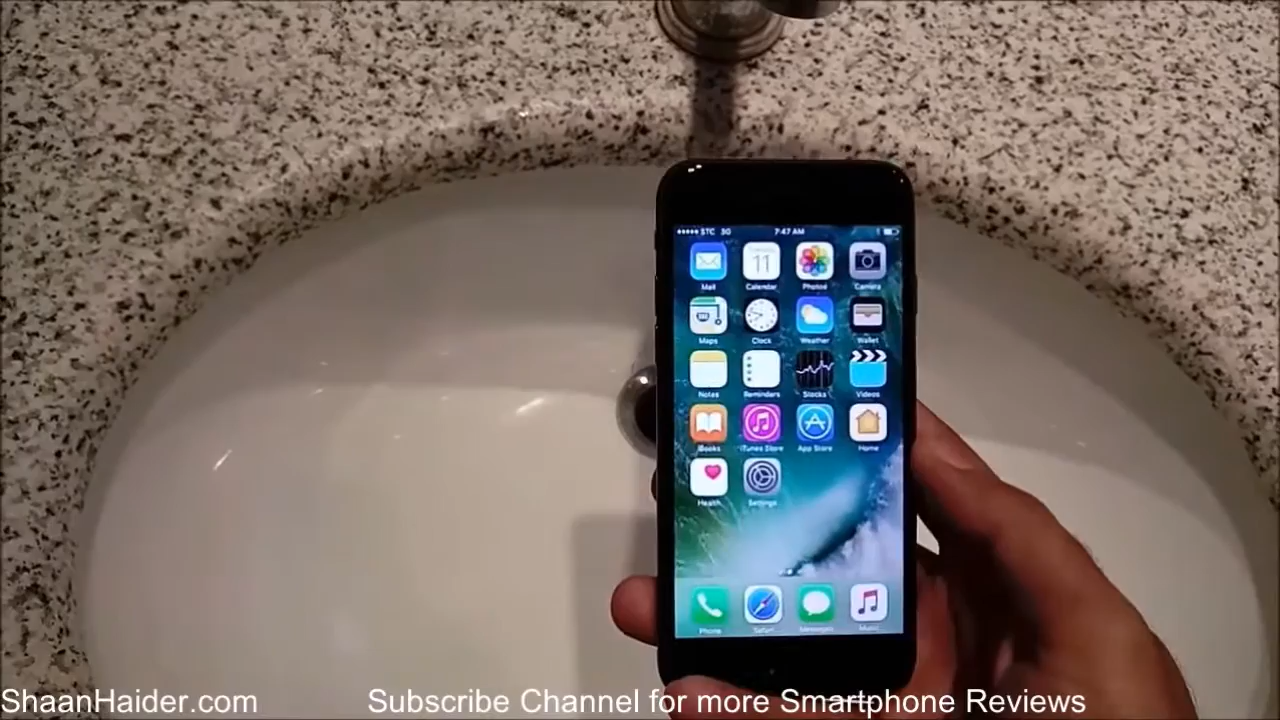 STC 3G 7:47 AM
11
Mail Calendar Photos Camera
Maps Clock Weather Wallet
Notes Reminders Stocks Videos
iBooks iTunes Store App Store Home
Health Settings
Phone Safari Messages Music
ShaanHaider.com Subscribe Channel for more Smartphone Reviews